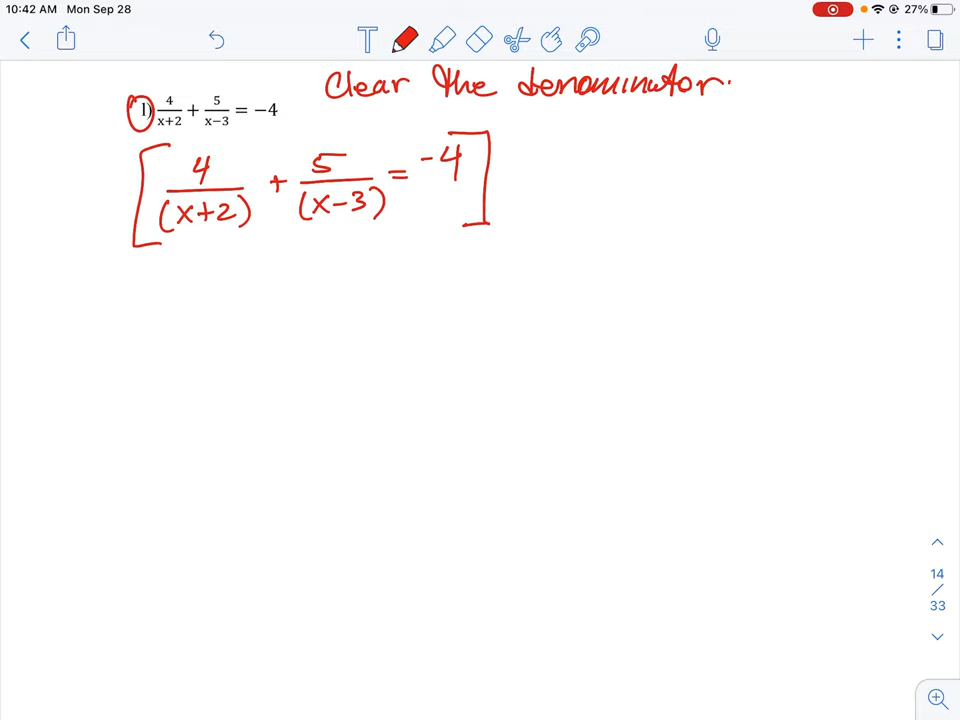 10:42 AM Mon Sep 28
27%
T
Clear the denominator.
1) 4/(x+2) + 5/(x−3) = −4
[ 4/(x+2) + 5/(x−3) = -4 ]
14
/
33